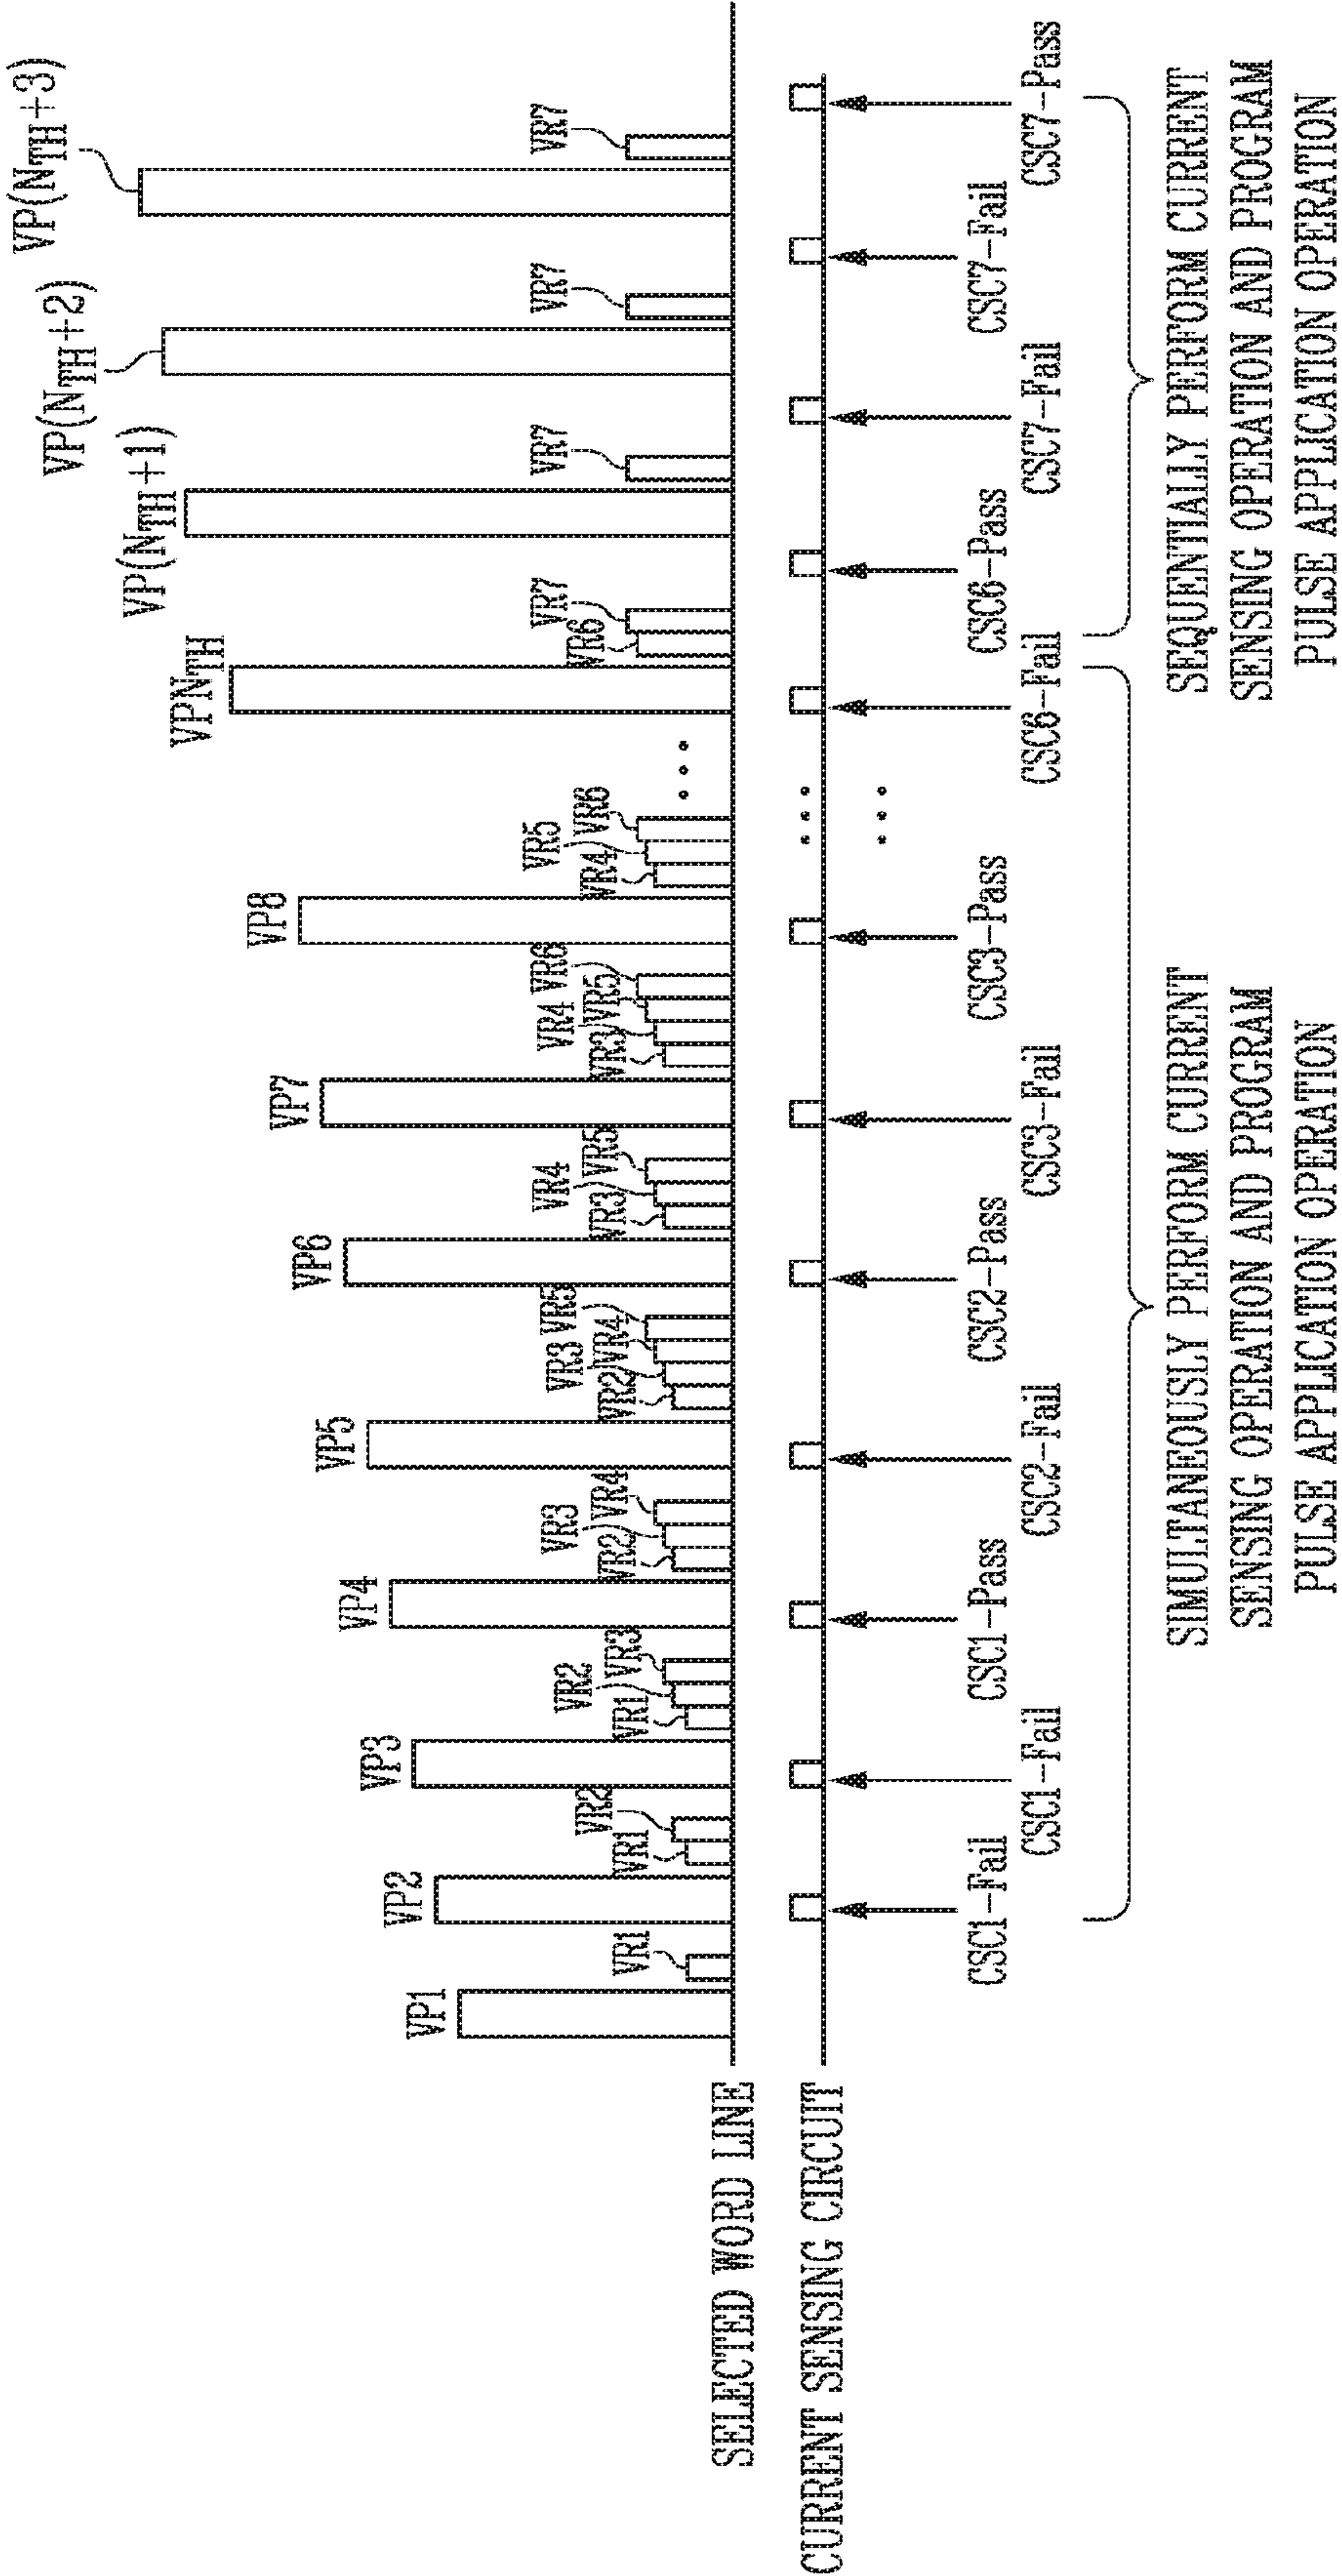 VP1
VR1
VP2
VR1
VR2
VP3
VR1
VR2
VR3
VP4
VR2
VR3
VR4
VP5
VR2
VR3
VR4
VR5
VP6
VR3
VR4
VR5
VP7
VR3
VR4
VR5
VR6
VP8
VR4
VR5
VR6
• • •
VPNTH
VR6
VR7
VP(NTH+1)
VR7
VP(NTH+2)
VR7
VP(NTH+3)
VR7
SELECTED WORD LINE
CURRENT SENSING CIRCUIT
• • •
• • •
CSC1-Fail
CSC1-Fail
CSC1-Pass
CSC2-Fail
CSC2-Pass
CSC3-Fail
CSC3-Pass
CSC6-Fail
CSC6-Pass
CSC7-Fail
CSC7-Fail
CSC7-Pass
SIMULTANEOUSLY PERFORM CURRENT
SENSING OPERATION AND PROGRAM
PULSE APPLICATION OPERATION
SEQUENTIALLY PERFORM CURRENT
SENSING OPERATION AND PROGRAM
PULSE APPLICATION OPERATION